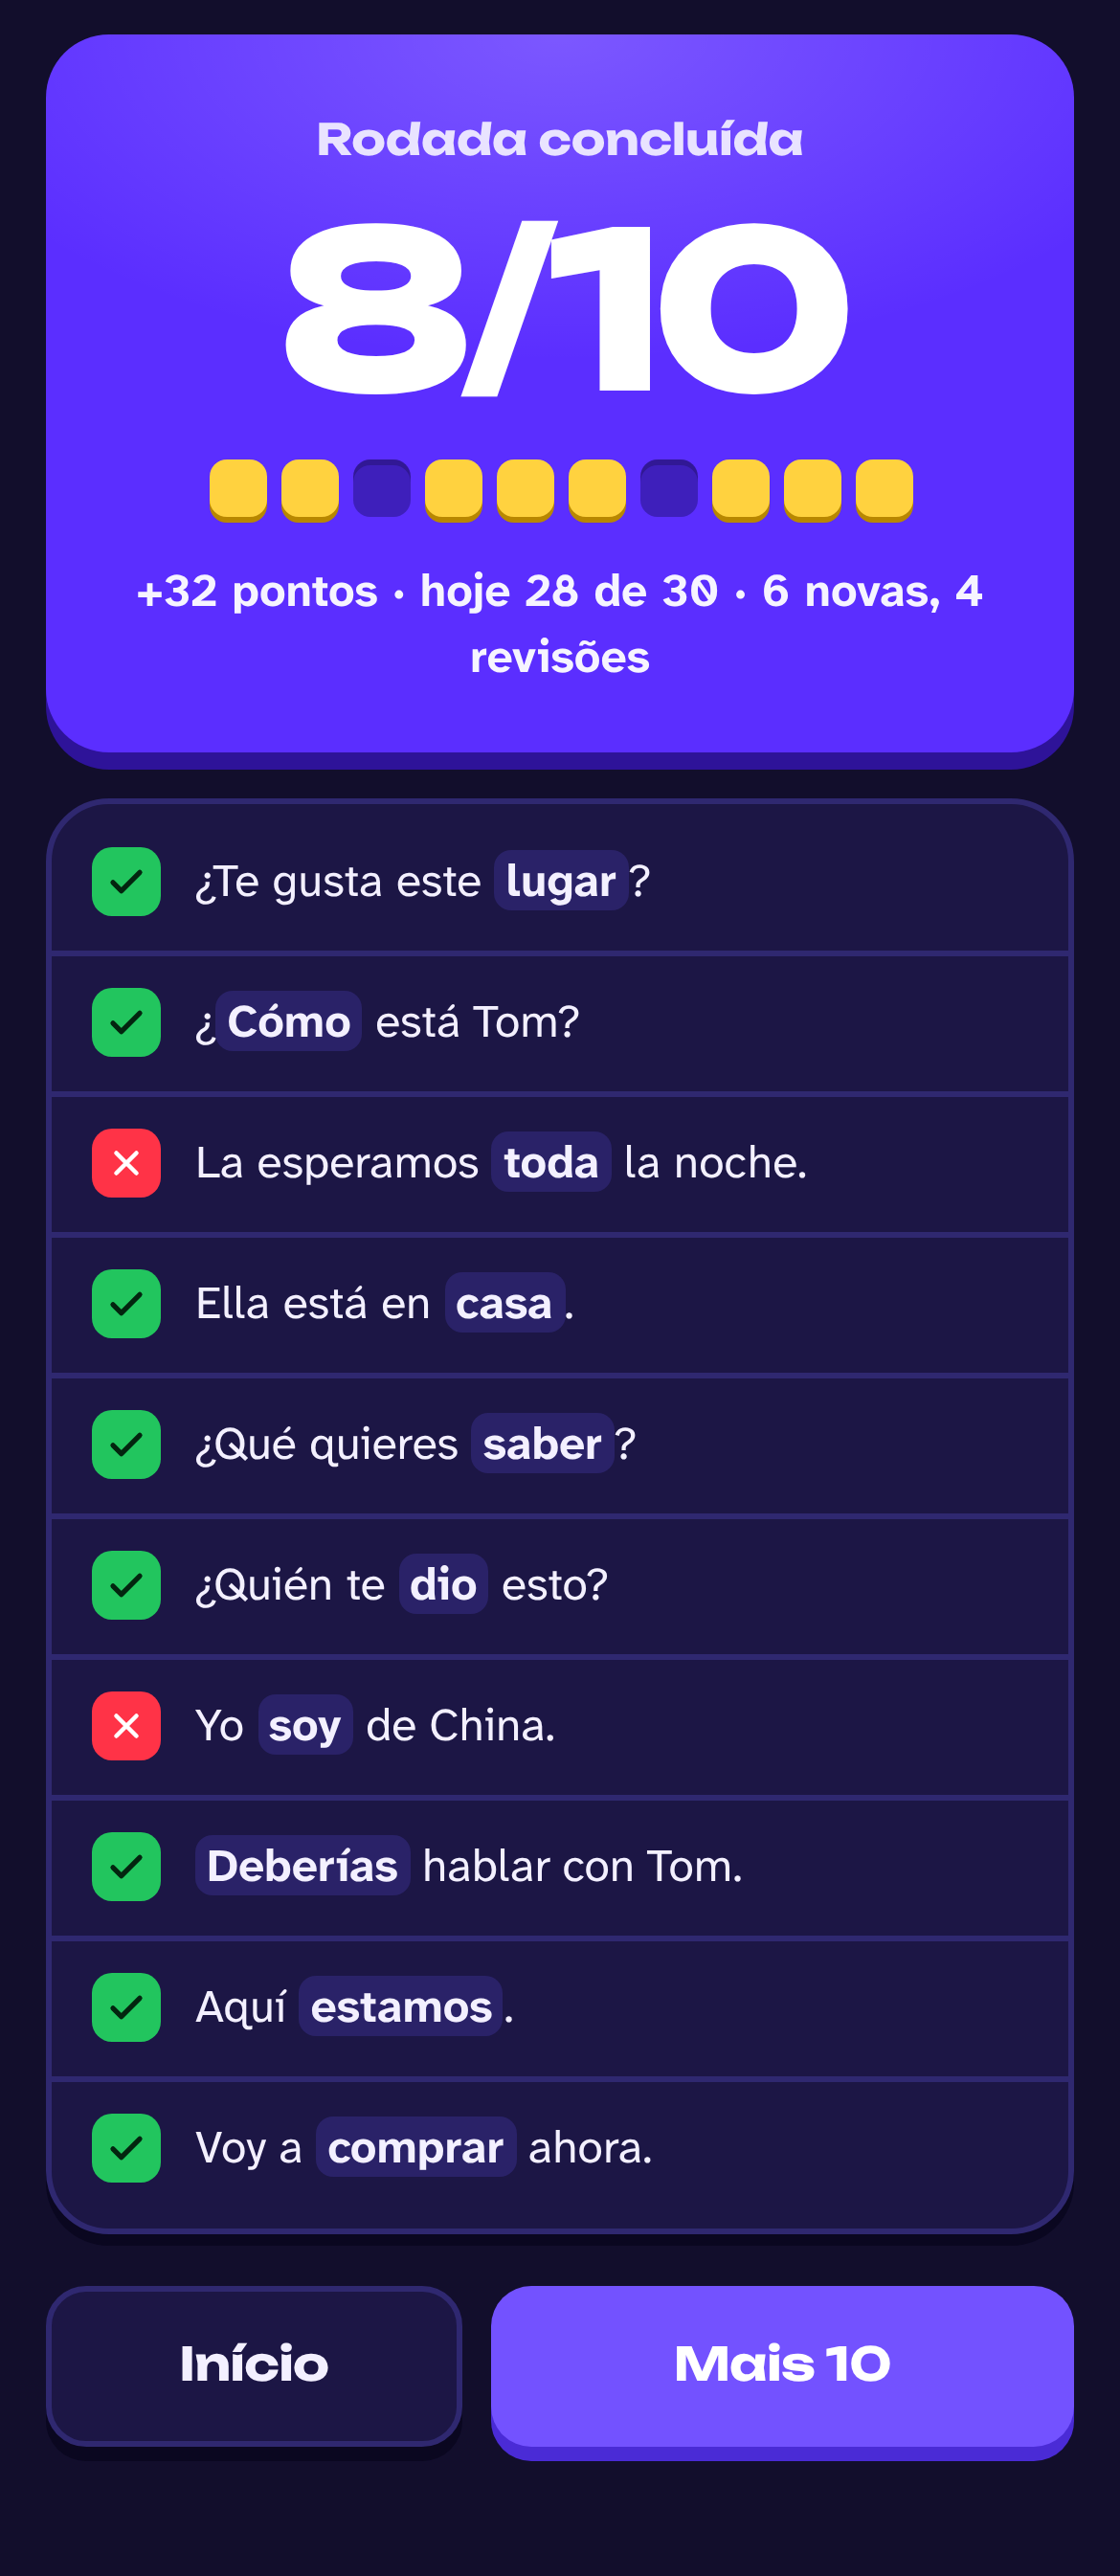 Rodada concluída
8/10
+32 pontos · hoje 28 de 30 · 6 novas, 4
revisões
¿Te gusta este lugar?
¿Cómo está Tom?
La esperamos toda la noche.
Ella está en casa.
¿Qué quieres saber?
¿Quién te dio esto?
Yo soy de China.
Deberías hablar con Tom.
Aquí estamos.
Voy a comprar ahora.
Início
Mais 10